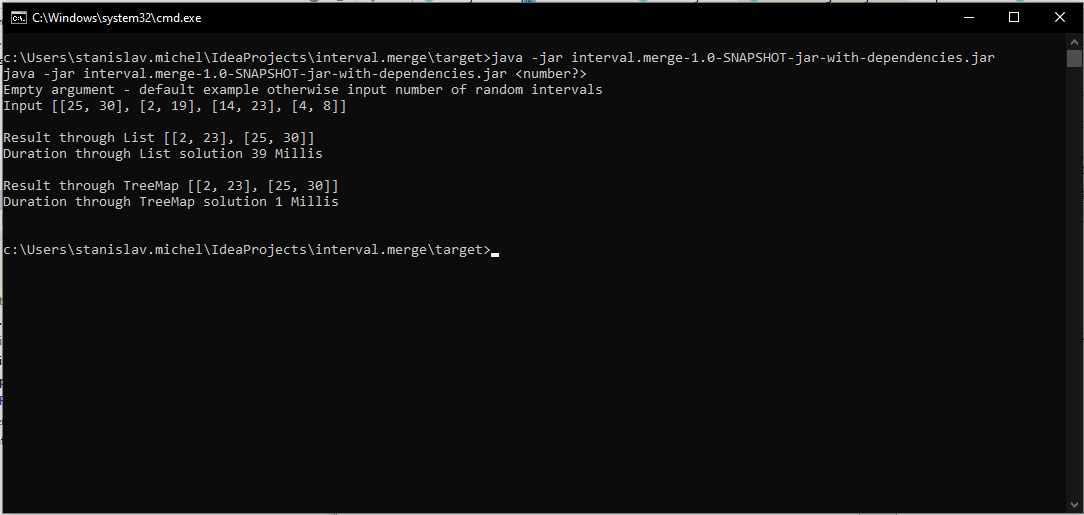 C:\Windows\system32\cmd.exe
c:\Users\stanislav.michel\IdeaProjects\interval.merge\target>java -jar interval.merge-1.0-SNAPSHOT-jar-with-dependencies.jar
java -jar interval.merge-1.0-SNAPSHOT-jar-with-dependencies.jar <number?>
Empty argument - default example otherwise input number of random intervals
Input [[25, 30], [2, 19], [14, 23], [4, 8]]
Result through List [[2, 23], [25, 30]]
Duration through List solution 39 Millis
Result through TreeMap [[2, 23], [25, 30]]
Duration through TreeMap solution 1 Millis
c:\Users\stanislav.michel\IdeaProjects\interval.merge\target>